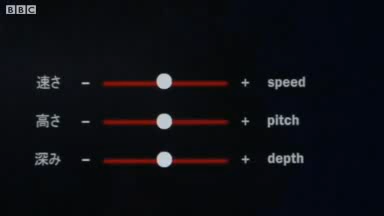 BBC
速さ - + speed
高さ - + pitch
深み - + depth